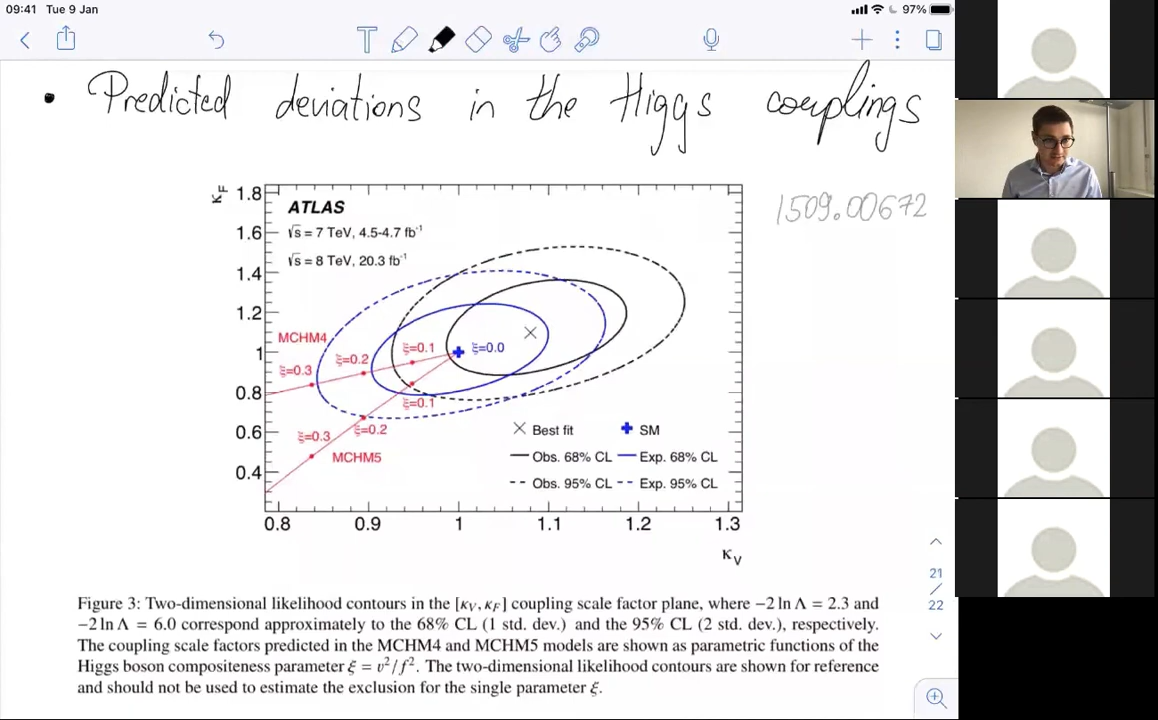 09:41 Tue 9 Jan
97%
• Predicted deviations in the Higgs couplings
1509.00672
κF
1.8
1.6
1.4
1.2
1
0.8
0.6
0.4
ATLAS
√s = 7 TeV, 4.5-4.7 fb⁻¹
√s = 8 TeV, 20.3 fb⁻¹
MCHM4
ξ=0.3
ξ=0.2
ξ=0.1
ξ=0.0
ξ=0.1
ξ=0.2
ξ=0.3
MCHM5
Best fit
SM
Obs. 68% CL
Exp. 68% CL
Obs. 95% CL
Exp. 95% CL
0.8 0.9 1 1.1 1.2 1.3
κV
21
/
22
Figure 3: Two-dimensional likelihood contours in the [κV, κF] coupling scale factor plane, where −2 ln Λ = 2.3 and
−2 ln Λ = 6.0 correspond approximately to the 68% CL (1 std. dev.) and the 95% CL (2 std. dev.), respectively.
The coupling scale factors predicted in the MCHM4 and MCHM5 models are shown as parametric functions of the
Higgs boson compositeness parameter ξ = v²/f². The two-dimensional likelihood contours are shown for reference
and should not be used to estimate the exclusion for the single parameter ξ.